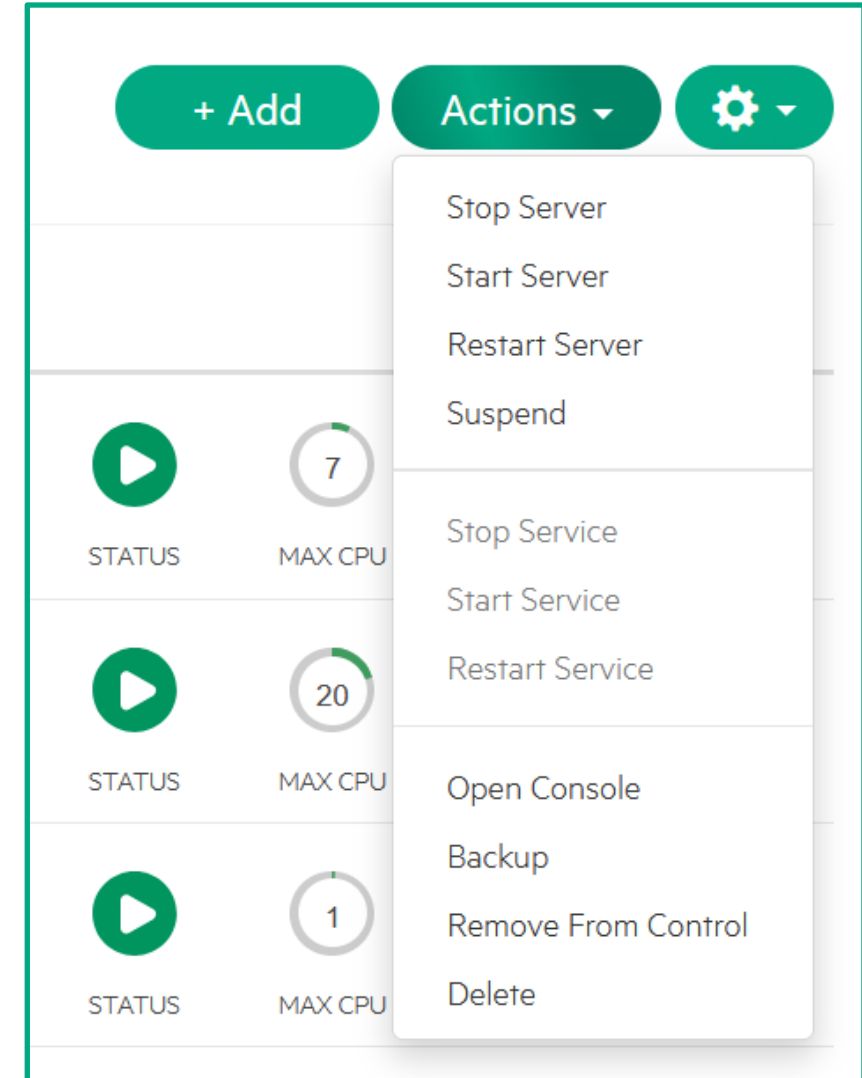 + Add
Actions
Stop Server
Start Server
Restart Server
Suspend
Stop Service
Start Service
Restart Service
Open Console
Backup
Remove From Control
Delete
7
STATUS
MAX CPU
20
STATUS
MAX CPU
1
STATUS
MAX CPU